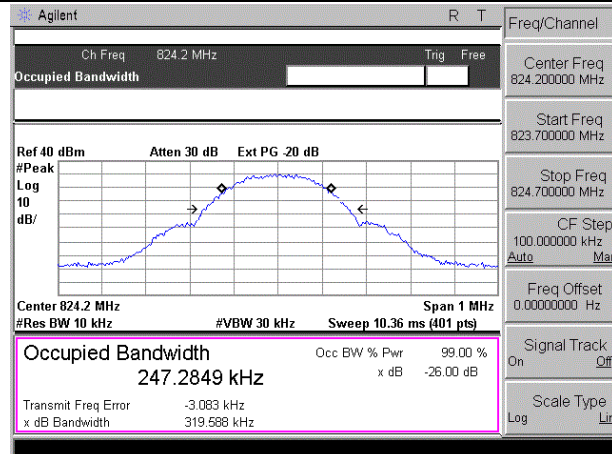 Agilent R T
Ch Freq 824.2 MHz Trig Free
Occupied Bandwidth
Ref 40 dBm Atten 30 dB Ext PG -20 dB
#Peak
Log
10
dB/
Center 824.2 MHz Span 1 MHz
#Res BW 10 kHz #VBW 30 kHz Sweep 10.36 ms (401 pts)
Occupied Bandwidth Occ BW % Pwr 99.00 %
247.2849 kHz x dB -26.00 dB
Transmit Freq Error -3.083 kHz
x dB Bandwidth 319.588 kHz
Freq/Channel
Center Freq
824.200000 MHz
Start Freq
823.700000 MHz
Stop Freq
824.700000 MHz
CF Step
100.000000 kHz
Auto Man
Freq Offset
0.00000000 Hz
Signal Track
On Off
Scale Type
Log Lin